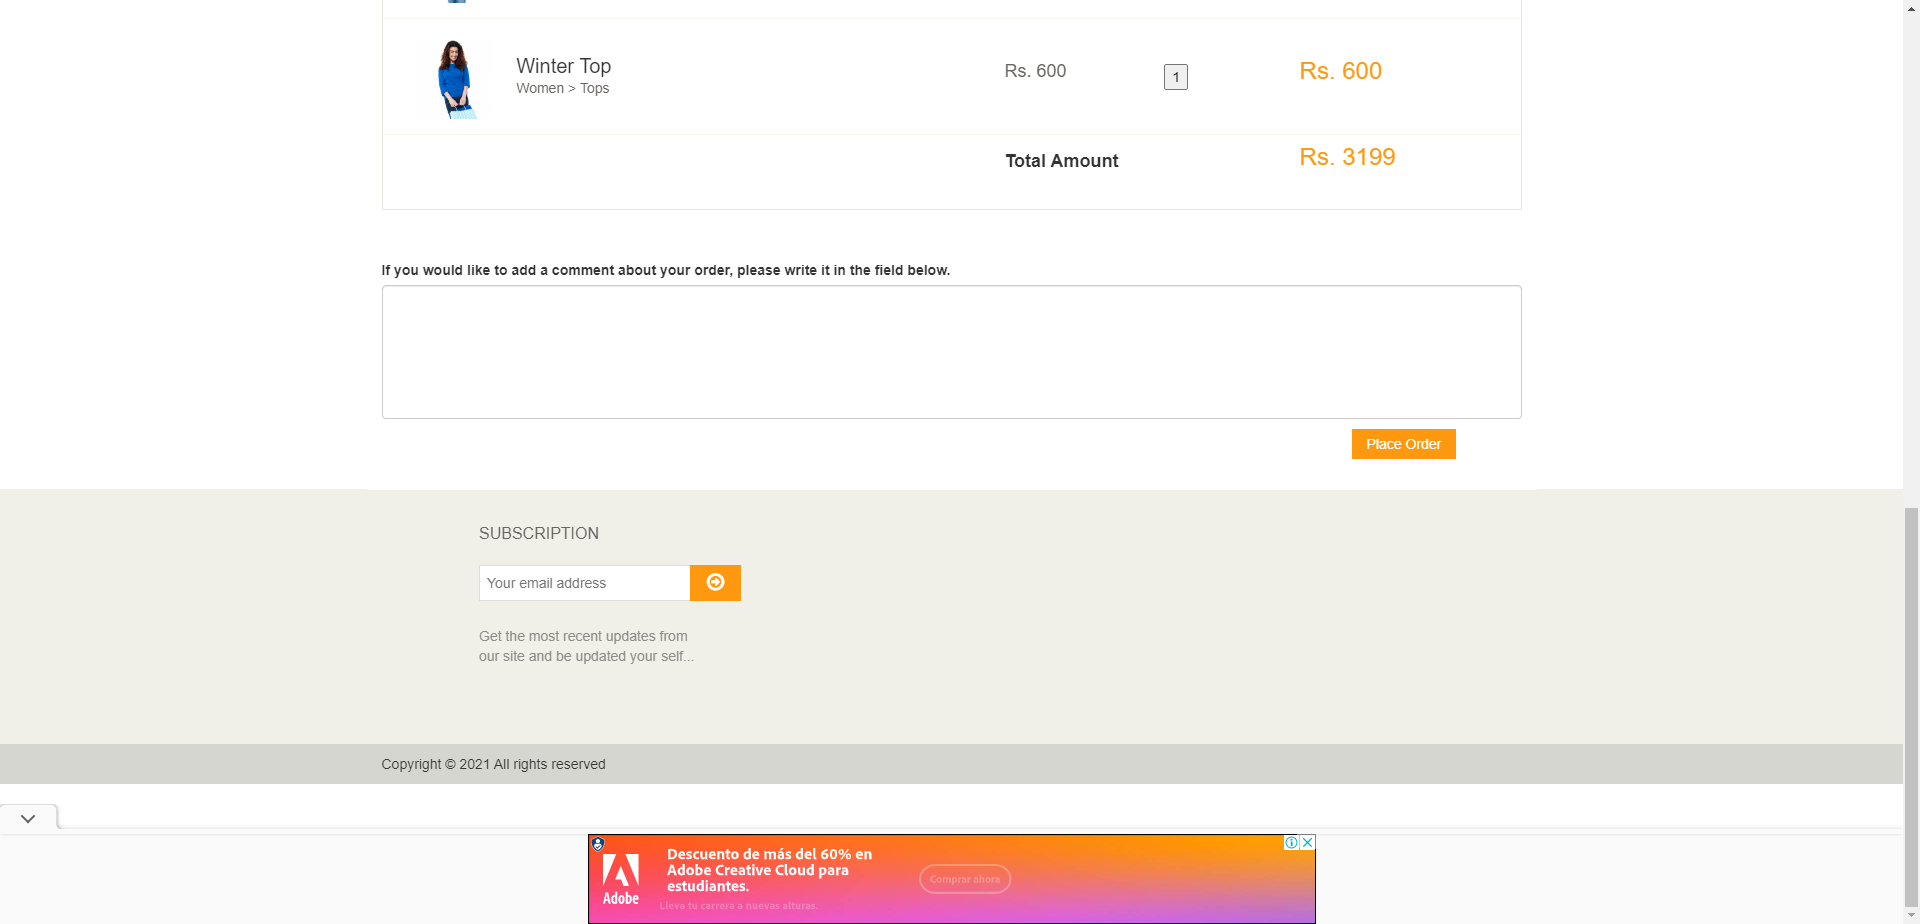 Winter Top
Women > Tops
Rs. 600
1
Rs. 600
Total Amount
Rs. 3199
If you would like to add a comment about your order, please write it in the field below.
Place Order
SUBSCRIPTION
Your email address
Get the most recent updates from
our site and be updated your self...
Copyright © 2021 All rights reserved
Descuento de más del 60% en
Adobe Creative Cloud para
estudiantes.
Lleva tu carrera a nuevas alturas.
Comprar ahora
Adobe